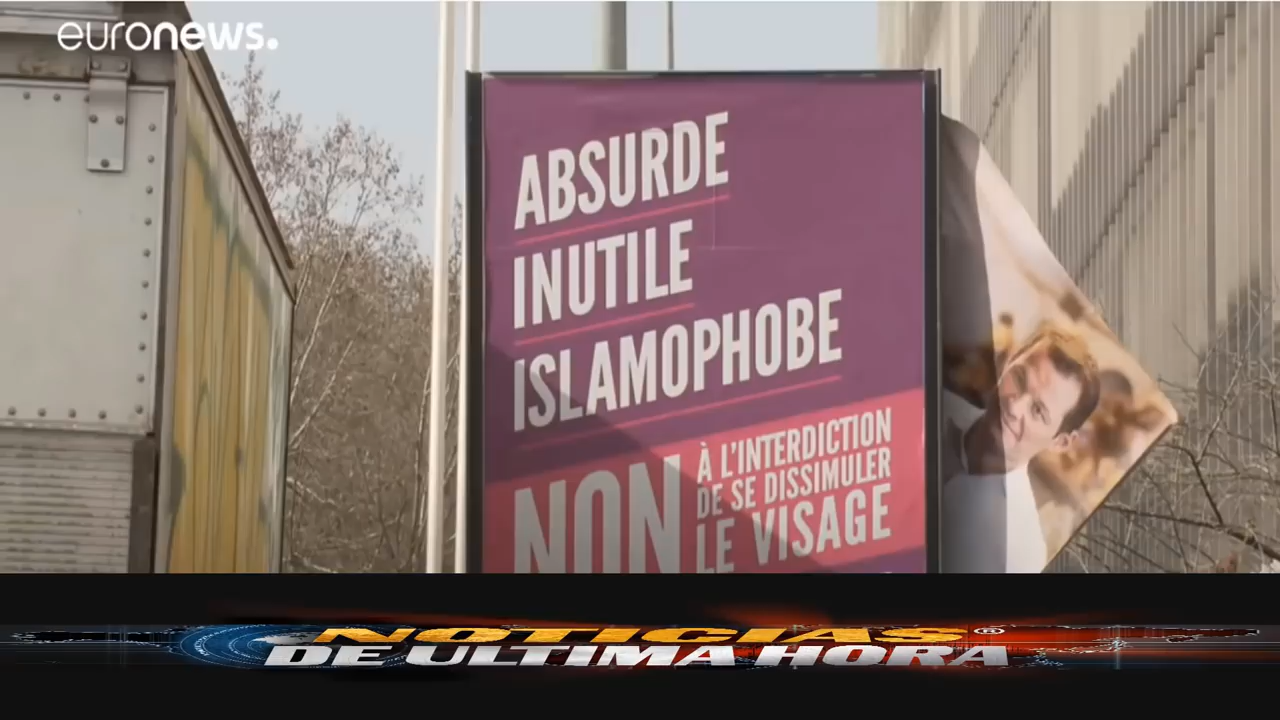 euronews.
ABSURDE
INUTILE
ISLAMOPHOBE
NON
À L'INTERDICTION
DE SE DISSIMULER
LE VISAGE
NOTICIAS®
DE ULTIMA HORA